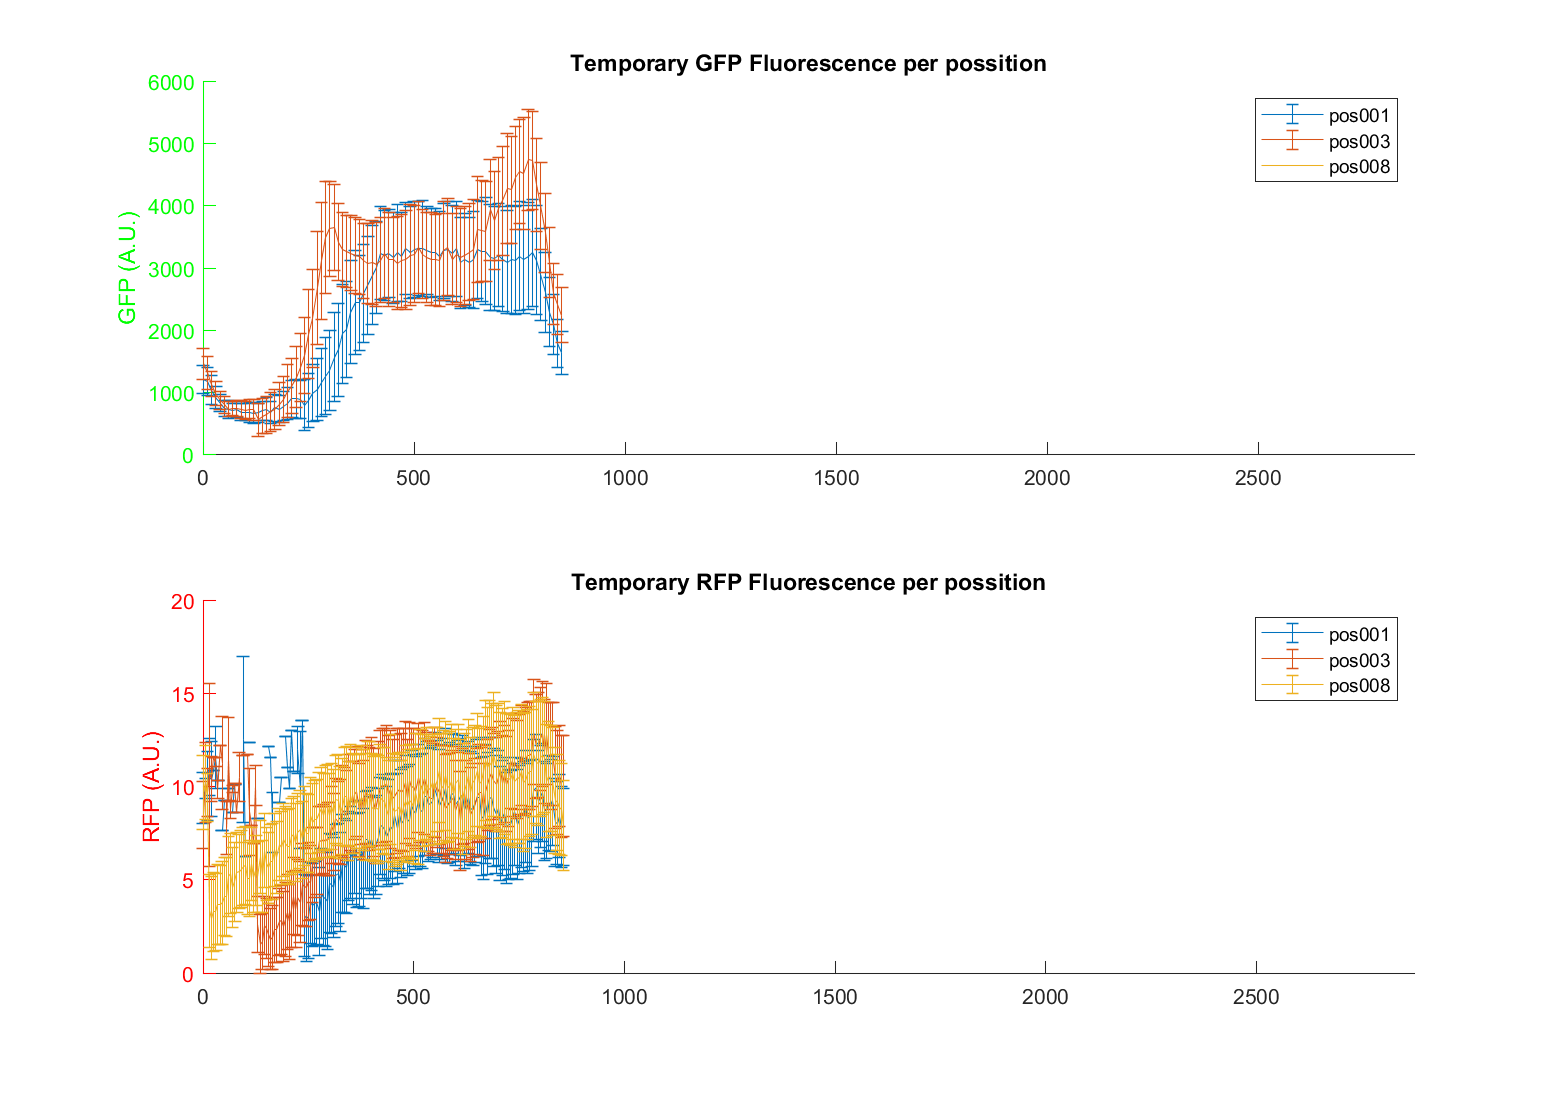 Temporary GFP Fluorescence per possition
6000
5000
4000
3000
2000
1000
0
GFP (A.U.)
pos001
pos003
pos008
0 500 1000 1500 2000 2500
Temporary RFP Fluorescence per possition
20
15
10
5
0
RFP (A.U.)
pos001
pos003
pos008
0 500 1000 1500 2000 2500